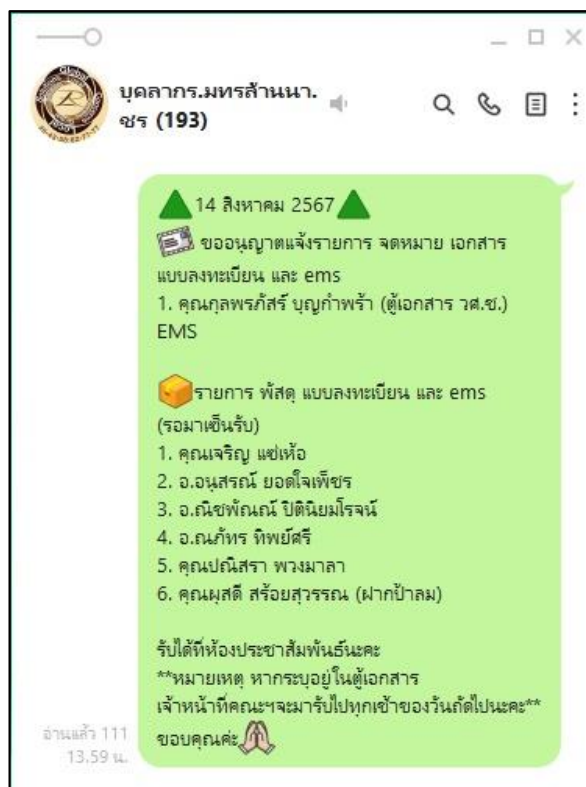 บุคลากร.มทรล้านนา.
ชร (193)
14 สิงหาคม 2567
ขออนุญาตแจ้งรายการ จดหมาย เอกสาร
แบบลงทะเบียน และ ems
1. คุณกุลพรภัสร์ บุญกำพร้า (ตู้เอกสาร วศ.ช.)
EMS
รายการ พัสดุ แบบลงทะเบียน และ ems
(รอมาเซ็นรับ)
1. คุณเจริญ แซ่เห้อ
2. อ.อนุสรณ์ ยอดใจเพ็ชร
3. อ.ณิชพัณณ์ ปิตินิยมโรจน์
4. อ.ณภัทร ทิพย์ศรี
5. คุณปณิสรา พวงมาลา
6. คุณผุสดี สร้อยสุวรรณ (ฝากป้าลม)
รับได้ที่ห้องประชาสัมพันธ์นะคะ
**หมายเหตุ หากระบุอยู่ในตู้เอกสาร
เจ้าหน้าที่คณะฯจะมารับไปทุกเช้าของวันถัดไปนะคะ**
ขอบคุณค่ะ
อ่านแล้ว 111
13.59 น.